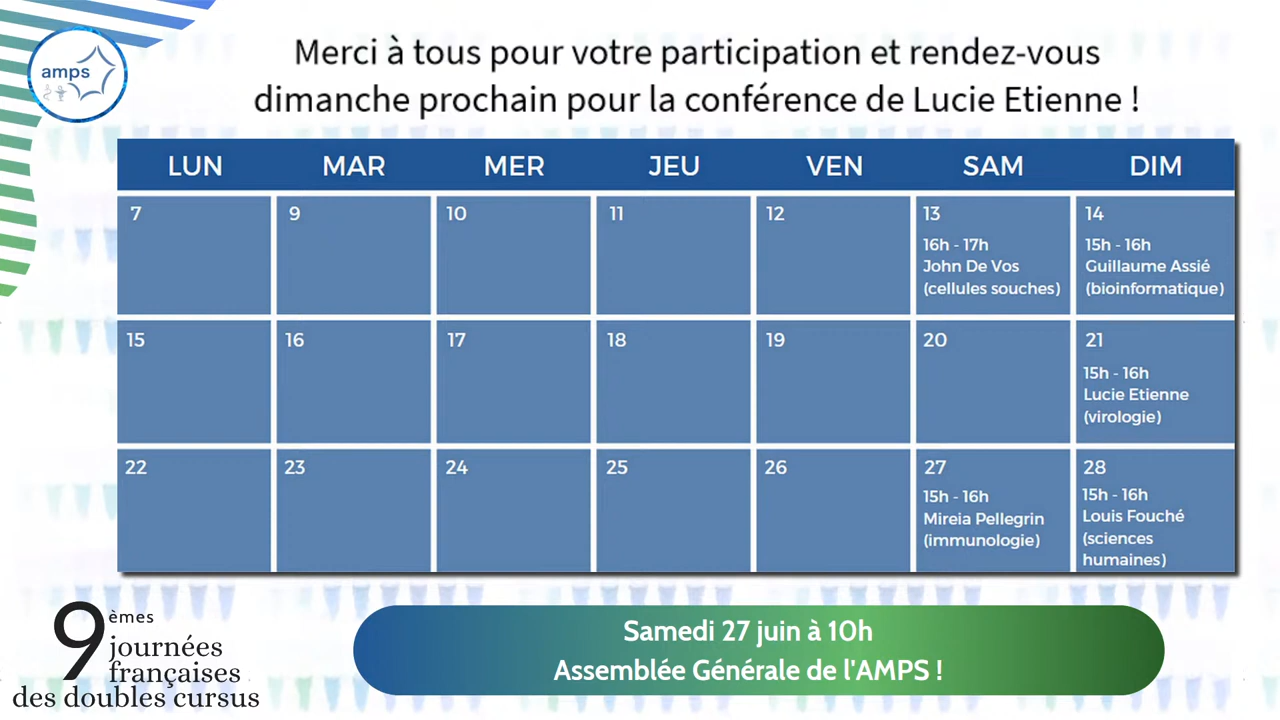 amps
Merci à tous pour votre participation et rendez-vous
dimanche prochain pour la conférence de Lucie Etienne !
LUN MAR MER JEU VEN SAM DIM
7 9 10 11 12 13 14
16h - 17h
John De Vos
(cellules souches)
15h - 16h
Guillaume Assié
(bioinformatique)
15 16 17 18 19 20 21
15h - 16h
Lucie Etienne
(virologie)
22 23 24 25 26 27 28
15h - 16h
Mireia Pellegrin
(immunologie)
15h - 16h
Louis Fouché
(sciences
humaines)
9èmes
journées
françaises
des doubles cursus
Samedi 27 juin à 10h
Assemblée Générale de l'AMPS !